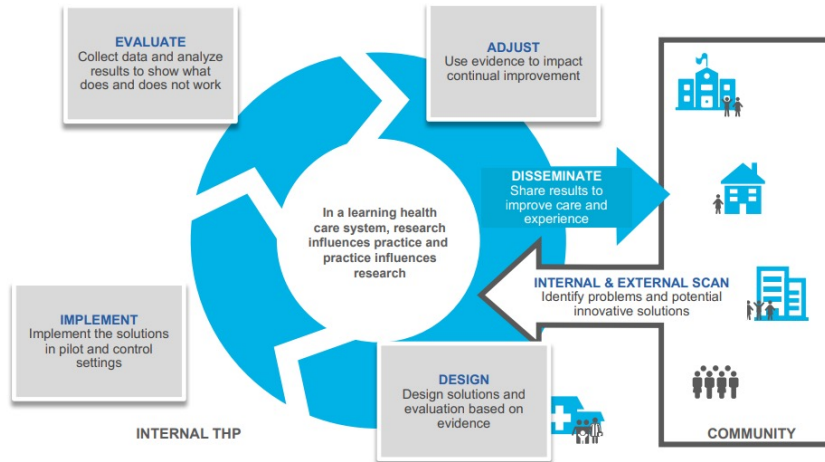 EVALUATE
Collect data and analyze
results to show what
does and does not work
ADJUST
Use evidence to impact
continual improvement
DISSEMINATE
Share results to
improve care and
experience
In a learning health
care system, research
influences practice and
practice influences
research
INTERNAL & EXTERNAL SCAN
Identify problems and potential
innovative solutions
IMPLEMENT
Implement the solutions
in pilot and control
settings
DESIGN
Design solutions and
evaluation based on
evidence
INTERNAL THP
COMMUNITY